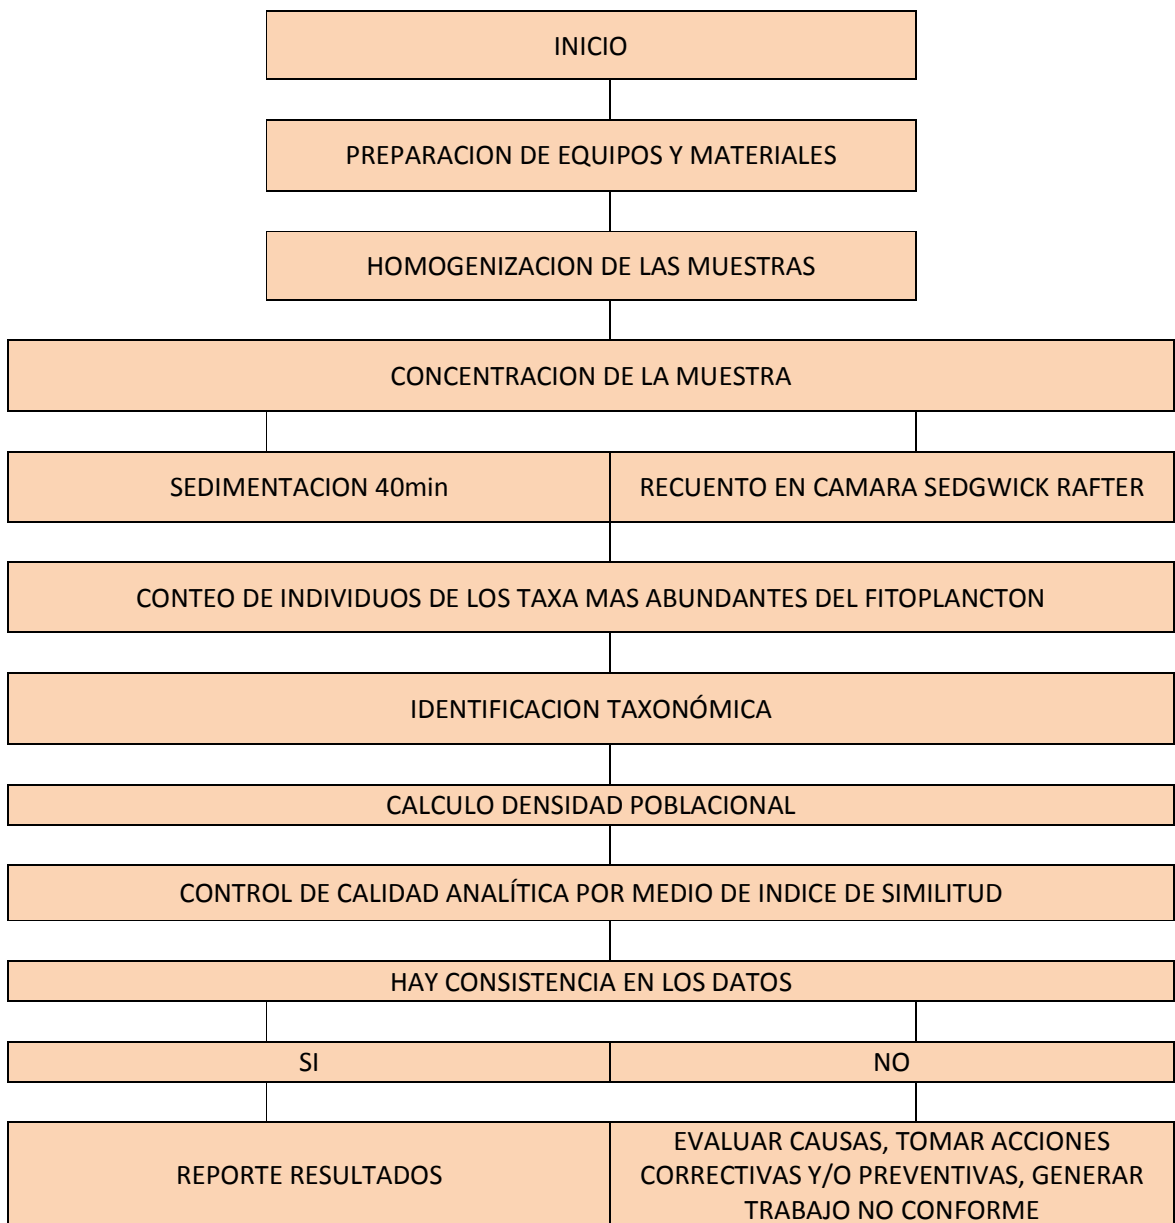 INICIO
PREPARACION DE EQUIPOS Y MATERIALES
HOMOGENIZACION DE LAS MUESTRAS
CONCENTRACION DE LA MUESTRA
SEDIMENTACION 40min
RECUENTO EN CAMARA SEDGWICK RAFTER
CONTEO DE INDIVIDUOS DE LOS TAXA MAS ABUNDANTES DEL FITOPLANCTON
IDENTIFICACION TAXONÓMICA
CALCULO DENSIDAD POBLACIONAL
CONTROL DE CALIDAD ANALÍTICA POR MEDIO DE INDICE DE SIMILITUD
HAY CONSISTENCIA EN LOS DATOS
SI
NO
REPORTE RESULTADOS
EVALUAR CAUSAS, TOMAR ACCIONES
CORRECTIVAS Y/O PREVENTIVAS, GENERAR
TRABAJO NO CONFORME